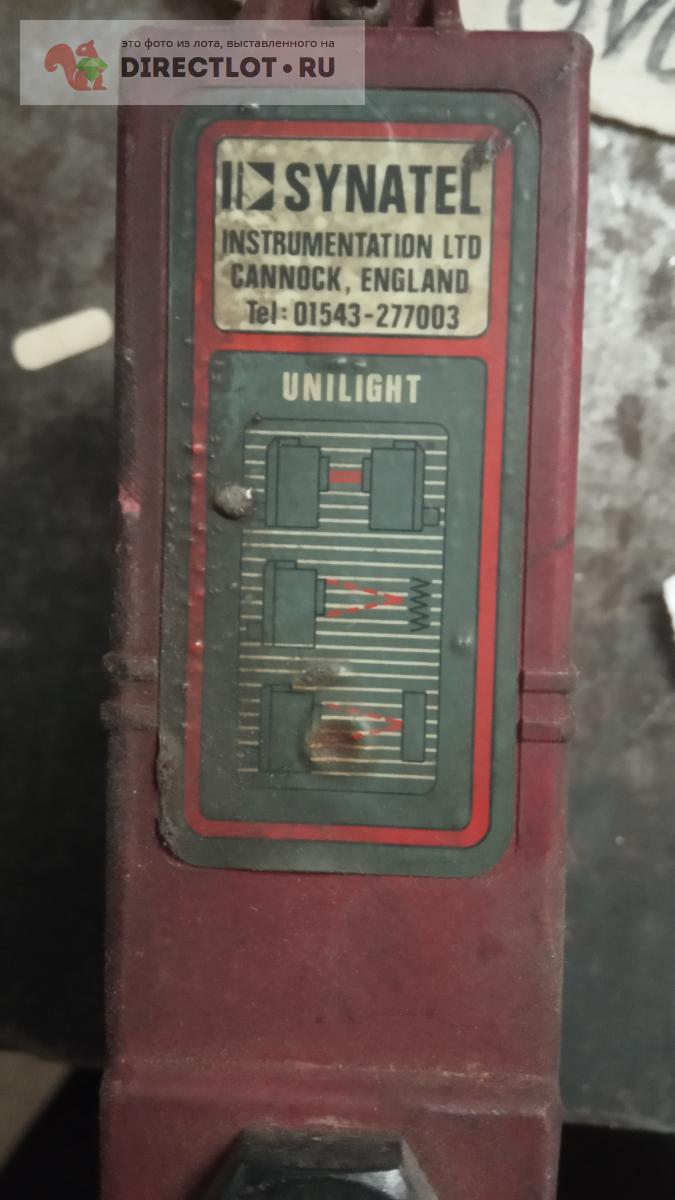 это фото из лота, выставленного на
DIRECTLOT • RU
SYNATEL
INSTRUMENTATION LTD
CANNOCK, ENGLAND
Tel: 01543-277003
UNILIGHT